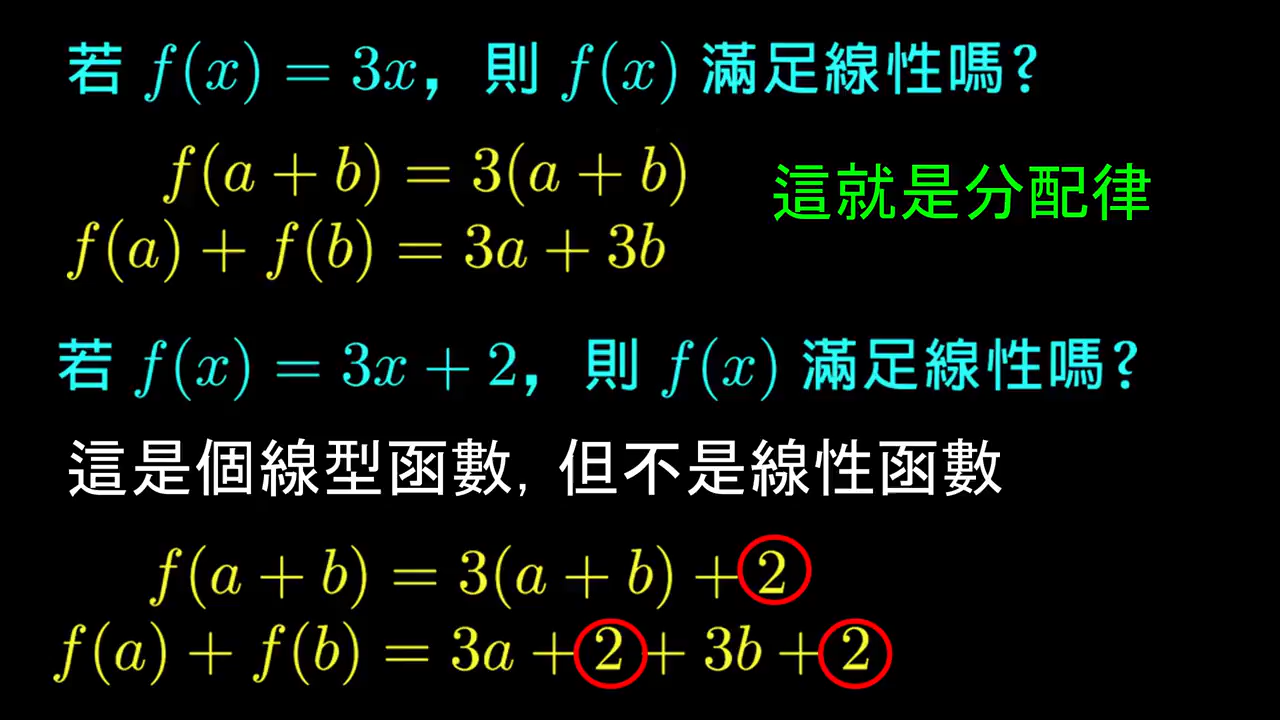 若 f(x) = 3x，則 f(x) 滿足線性嗎？
f(a + b) = 3(a + b)
這就是分配律
f(a) + f(b) = 3a + 3b
若 f(x) = 3x + 2，則 f(x) 滿足線性嗎？
這是個線型函數，但不是線性函數
f(a + b) = 3(a + b) + 2
f(a) + f(b) = 3a + 2 + 3b + 2